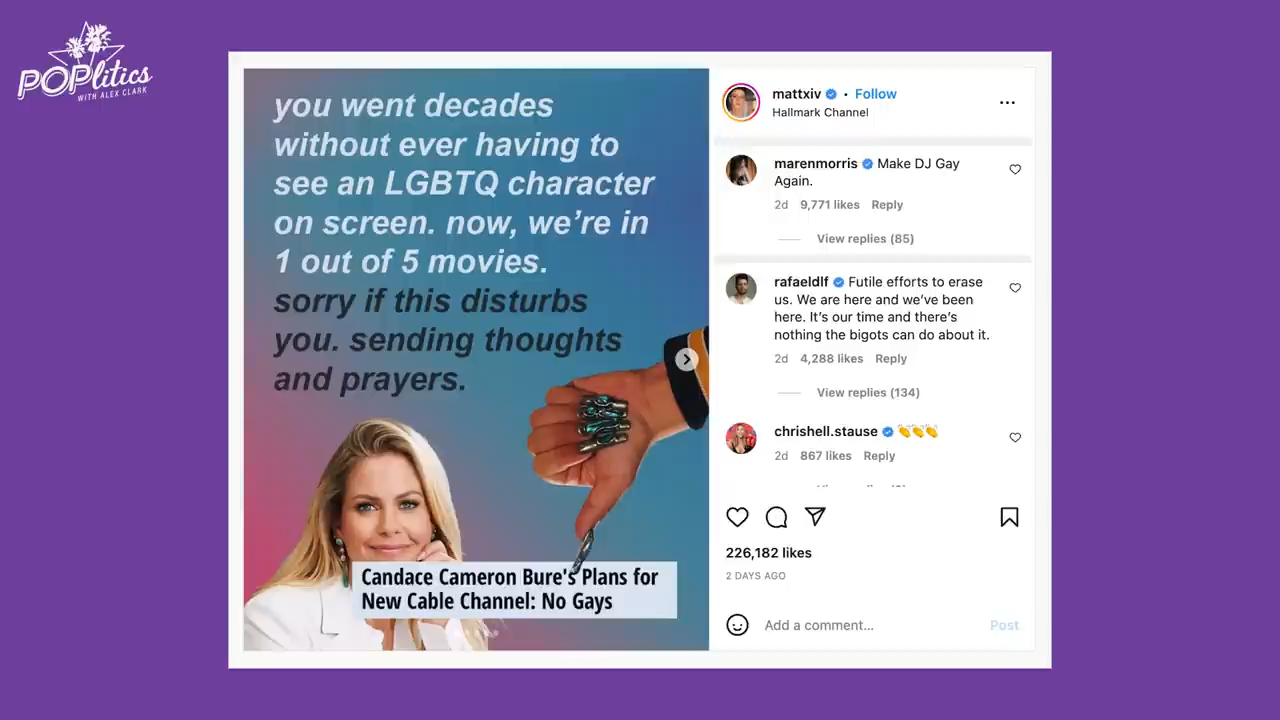 POPlitics
WITH ALEX CLARK
you went decades
without ever having to
see an LGBTQ character
on screen. now, we’re in
1 out of 5 movies.
sorry if this disturbs
you. sending thoughts
and prayers.
Candace Cameron Bure's Plans for
New Cable Channel: No Gays
mattxiv • Follow
Hallmark Channel
marenmorris Make DJ Gay
Again.
2d 9,771 likes Reply
View replies (85)
rafaeldlf Futile efforts to erase
us. We are here and we’ve been
here. It’s our time and there’s
nothing the bigots can do about it.
2d 4,288 likes Reply
View replies (134)
chrishell.stause 👏👏👏
2d 867 likes Reply
226,182 likes
2 DAYS AGO
Add a comment...
Post